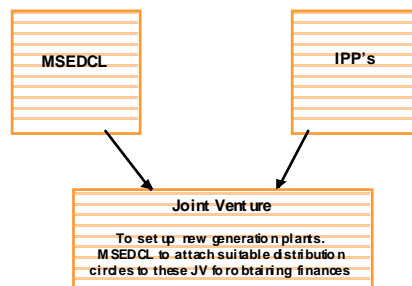 MSEDCL
IPP's
Joint Venture
To set up new generation plants.
MSEDCL to attach suitable distribution
circles to these JV for obtaining finances